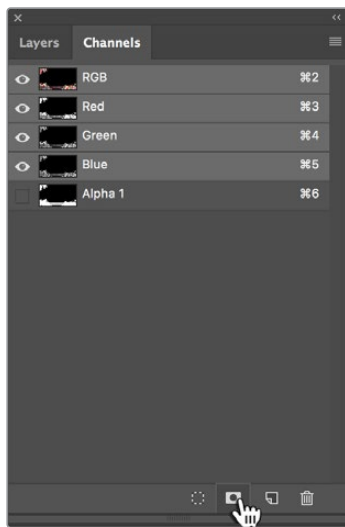 Layers Channels
RGB ⌘2
Red ⌘3
Green ⌘4
Blue ⌘5
Alpha 1 ⌘6